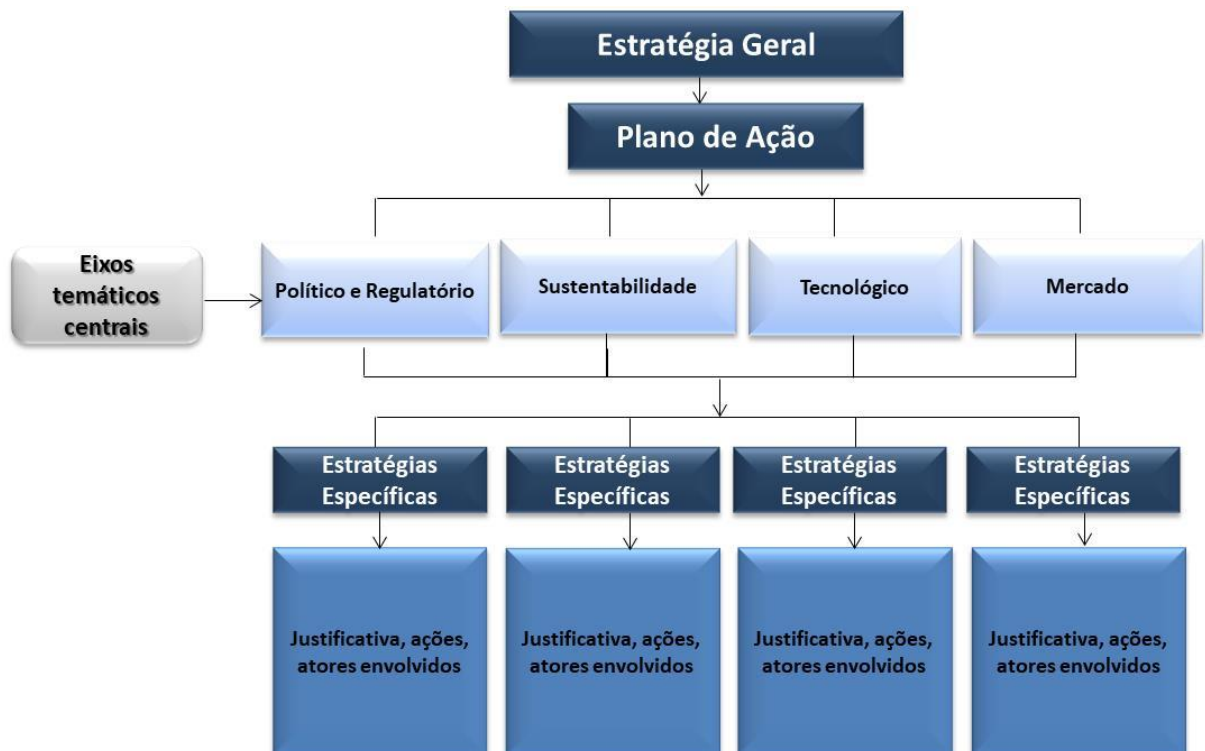 Estratégia Geral
Plano de Ação
Eixos
temáticos
centrais
Político e Regulatório
Sustentabilidade
Tecnológico
Mercado
Estratégias
Específicas
Estratégias
Específicas
Estratégias
Específicas
Estratégias
Específicas
Justificativa, ações,
atores envolvidos
Justificativa, ações,
atores envolvidos
Justificativa, ações,
atores envolvidos
Justificativa, ações,
atores envolvidos